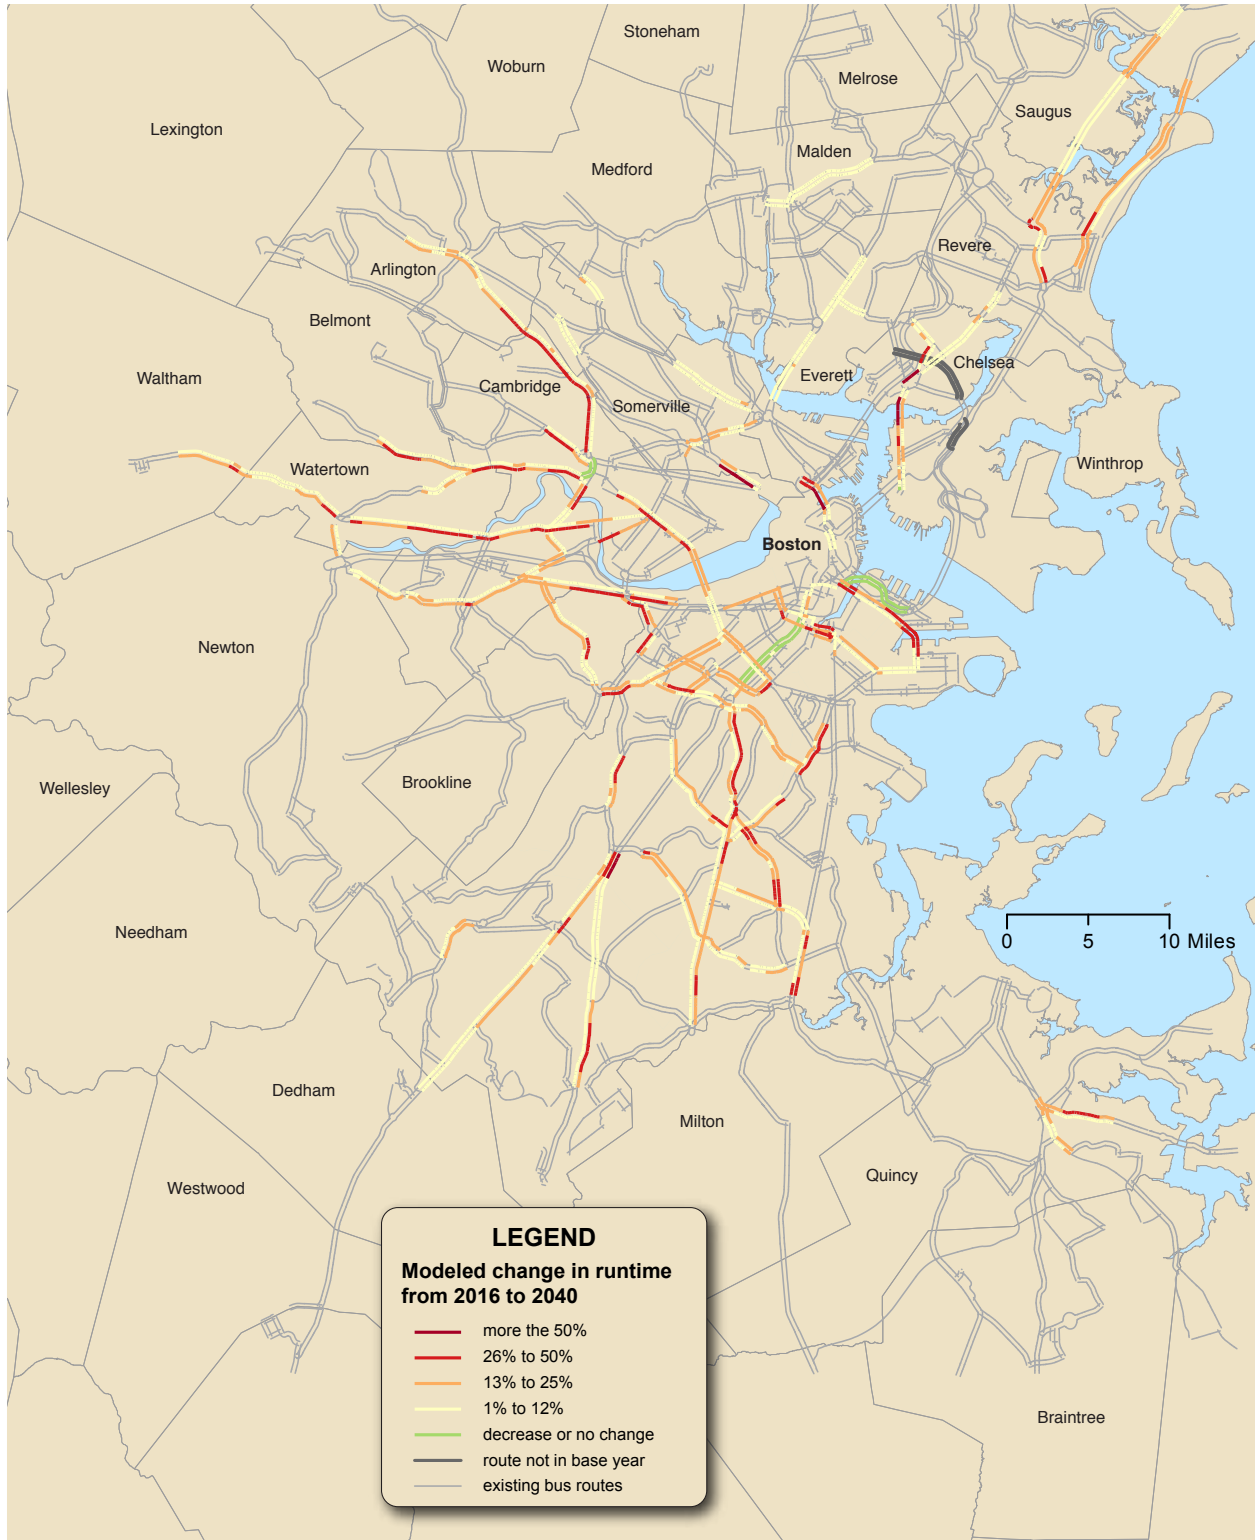 Stoneham
Woburn
Melrose
Saugus
Lexington
Malden
Medford
Revere
Arlington
Belmont
Chelsea
Waltham
Everett
Cambridge
Somerville
Watertown
Winthrop
Boston
Newton
Brookline
Wellesley
Needham
0 5 10 Miles
Dedham
Milton
Quincy
Westwood
LEGEND
Modeled change in runtime
from 2016 to 2040
more the 50%
26% to 50%
13% to 25%
1% to 12%
decrease or no change
route not in base year
existing bus routes
Braintree